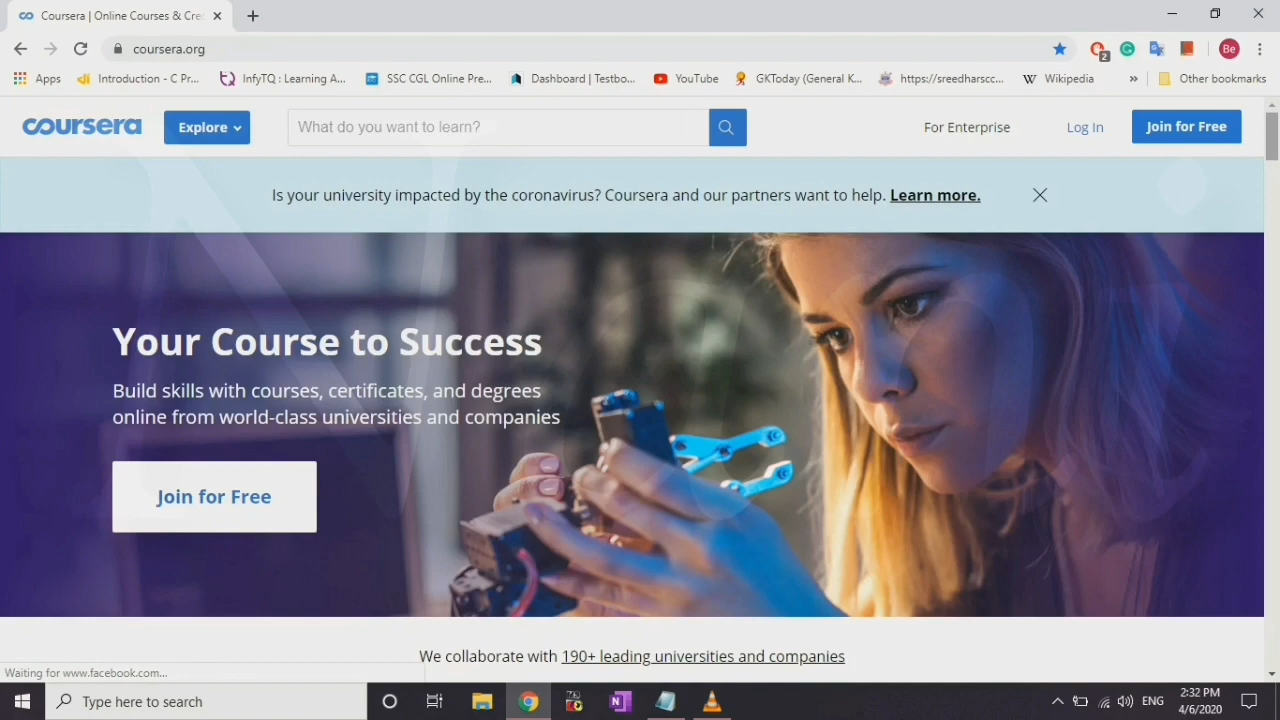 Coursera | Online Courses & Cre
coursera.org
2
Be
Apps
Introduction - C Pr...
InfyTQ : Learning A...
SSC CGL Online Pre...
Dashboard | Testbo...
YouTube
GKToday (General K...
https://sreedharscc...
Wikipedia
»
Other bookmarks
coursera
Explore
What do you want to learn?
For Enterprise
Log In
Join for Free
Is your university impacted by the coronavirus? Coursera and our partners want to help. Learn more.
Your Course to Success
Build skills with courses, certificates, and degrees
online from world-class universities and companies
Join for Free
We collaborate with 190+ leading universities and companies
Waiting for www.facebook.com...
Type here to search
N
ENG
2:32 PM
4/6/2020